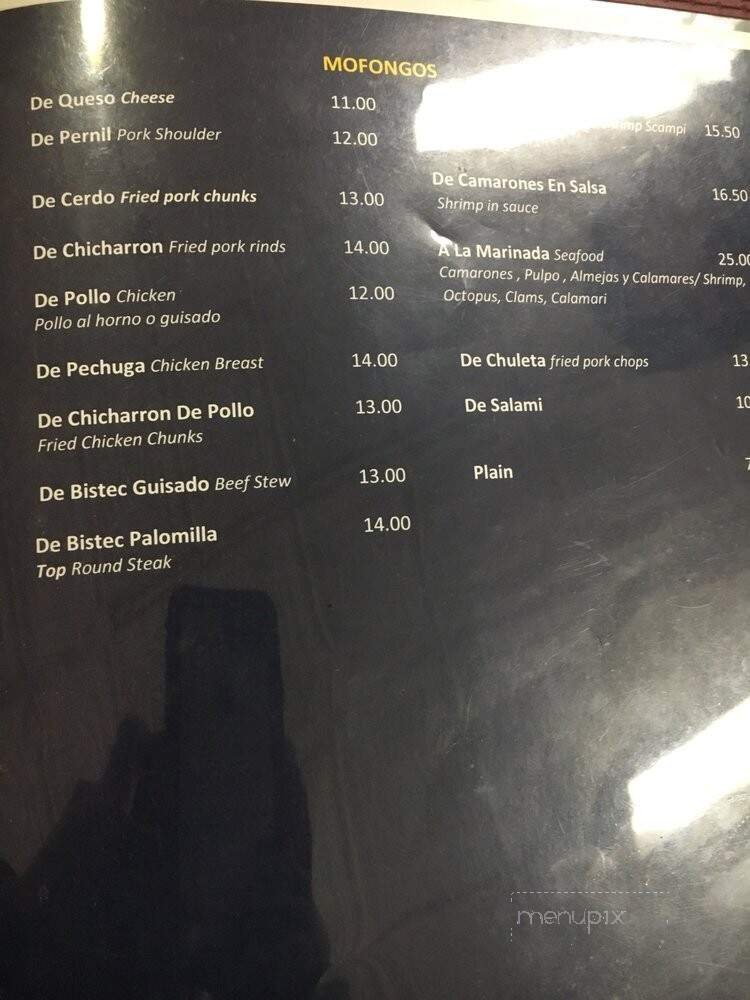 MOFONGOS
De Queso Cheese 11.00
De Pernil Pork Shoulder 12.00
De Cerdo Fried pork chunks 13.00
De Chicharron Fried pork rinds 14.00
De Pollo Chicken 12.00
Pollo al horno o guisado
De Pechuga Chicken Breast 14.00
De Chicharron De Pollo 13.00
Fried Chicken Chunks
De Bistec Guisado Beef Stew 13.00
De Bistec Palomilla 14.00
Top Round Steak
Scampi 15.50
De Camarones En Salsa 16.50
Shrimp in sauce
A La Marinada Seafood 25.00
Camarones , Pulpo , Almejas y Calamares/ Shrimp,
Octopus, Clams, Calamari
De Chuleta fried pork chops 13.
De Salami 10
Plain 7
menupix